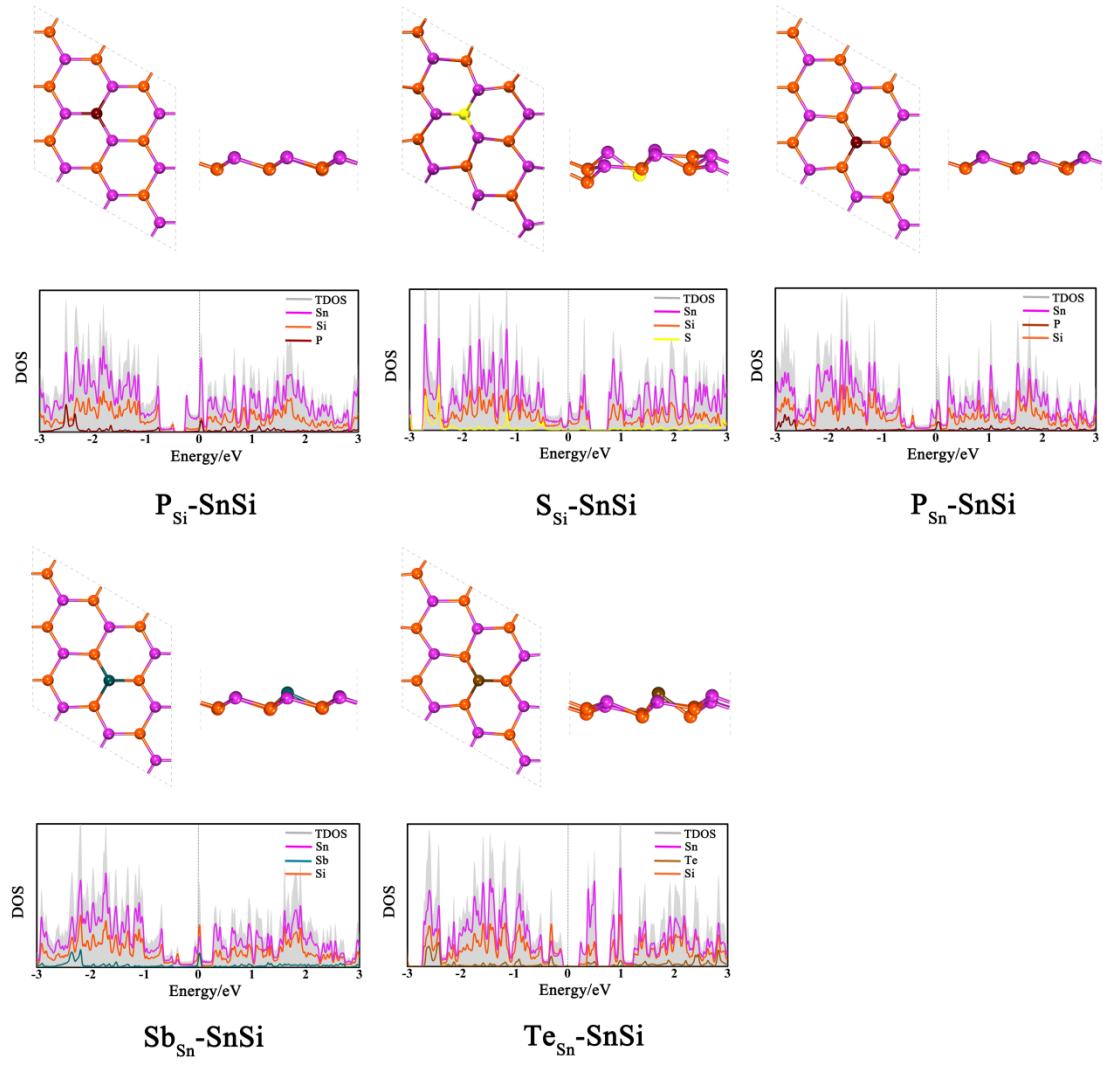 TDOS
Sn
Si
P
DOS
-3 -2 -1 0 1 2 3
Energy/eV
P_Si-SnSi
TDOS
Sn
Si
S
DOS
-3 -2 -1 0 1 2 3
Energy/eV
S_Si-SnSi
TDOS
Sn
P
Si
DOS
-3 -2 -1 0 1 2 3
Energy/eV
P_Sn-SnSi
TDOS
Sn
Sb
Si
DOS
-3 -2 -1 0 1 2 3
Energy/eV
Sb_Sn-SnSi
TDOS
Sn
Te
Si
DOS
-3 -2 -1 0 1 2 3
Energy/eV
Te_Sn-SnSi